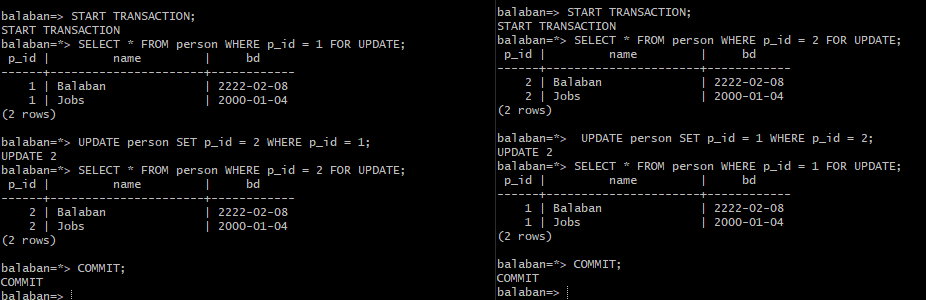 balaban=> START TRANSACTION;
START TRANSACTION
balaban=*> SELECT * FROM person WHERE p_id = 1 FOR UPDATE;
 p_id |         name         |     bd
------+----------------------+------------
    1 | Balaban              | 2222-02-08
    1 | Jobs                 | 2000-01-04
(2 rows)
balaban=*> UPDATE person SET p_id = 2 WHERE p_id = 1;
UPDATE 2
balaban=*> SELECT * FROM person WHERE p_id = 2 FOR UPDATE;
 p_id |         name         |     bd
------+----------------------+------------
    2 | Balaban              | 2222-02-08
    2 | Jobs                 | 2000-01-04
(2 rows)
balaban=*> COMMIT;
COMMIT
balaban=>
balaban=> START TRANSACTION;
START TRANSACTION
balaban=*> SELECT * FROM person WHERE p_id = 2 FOR UPDATE;
 p_id |         name         |     bd
------+----------------------+------------
    2 | Balaban              | 2222-02-08
    2 | Jobs                 | 2000-01-04
(2 rows)
balaban=*>  UPDATE person SET p_id = 1 WHERE p_id = 2;
UPDATE 2
balaban=*> SELECT * FROM person WHERE p_id = 1 FOR UPDATE;
 p_id |         name         |     bd
------+----------------------+------------
    1 | Balaban              | 2222-02-08
    1 | Jobs                 | 2000-01-04
(2 rows)
balaban=*> COMMIT;
COMMIT
balaban=>